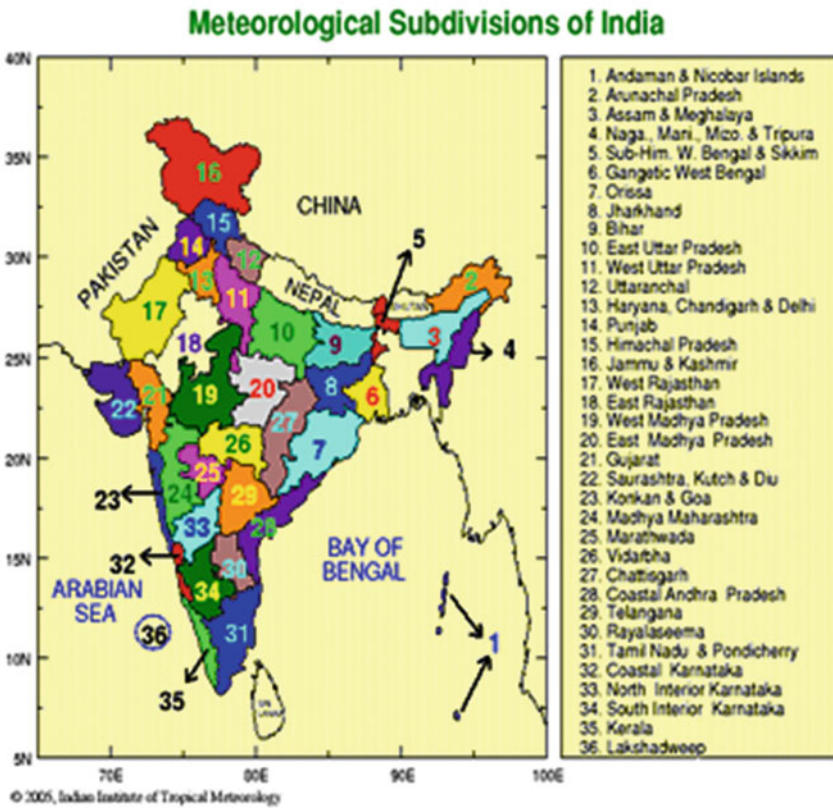 Meteorological Subdivisions of India
40N
35N
30N
25N
20N
15N
10N
5N
70E
80E
90E
100E
CHINA
PAKISTAN
NEPAL
BHUTAN
BAY OF
BENGAL
ARABIAN
SEA
SRI
LANKA
16
15
14
12
13
11
17
10
18
9
5
2
3
4
19
20
8
6
21
22
27
7
26
25
24
23
29
28
33
32
30
34
31
36
35
1
1. Andaman & Nicobar Islands
2. Arunachal Pradesh
3. Assam & Meghalaya
4. Naga., Mani., Mizo. & Tripura
5. Sub-Him. W. Bengal & Sikkim
6. Gangetic West Bengal
7. Orissa
8. Jharkhand
9. Bihar
10. East Uttar Pradesh
11. West Uttar Pradesh
12. Uttaranchal
13. Haryana, Chandigarh & Delhi
14. Punjab
15. Himachal Pradesh
16. Jammu & Kashmir
17. West Rajasthan
18. East Rajasthan
19. West Madhya Pradesh
20. East Madhya Pradesh
21. Gujarat
22. Saurashtra, Kutch & Diu
23. Konkan & Goa
24. Madhya Maharashtra
25. Marathwada
26. Vidarbha
27. Chattisgarh
28. Coastal Andhra Pradesh
29. Telangana
30. Rayalaseema
31. Tamil Nadu & Pondicherry
32. Coastal Karnataka
33. North Interior Karnataka
34. South Interior Karnataka
35. Kerala
36. Lakshadweep
© 2005, Indian Institute of Tropical Meteorology